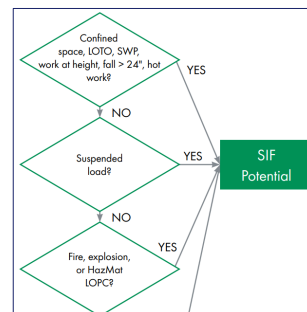 Confined
space, LOTO, SWP,
work at height, fall > 24", hot
work?
YES
NO
Suspended
load?
YES
SIF
Potential
NO
YES
Fire, explosion,
or HazMat
LOPC?